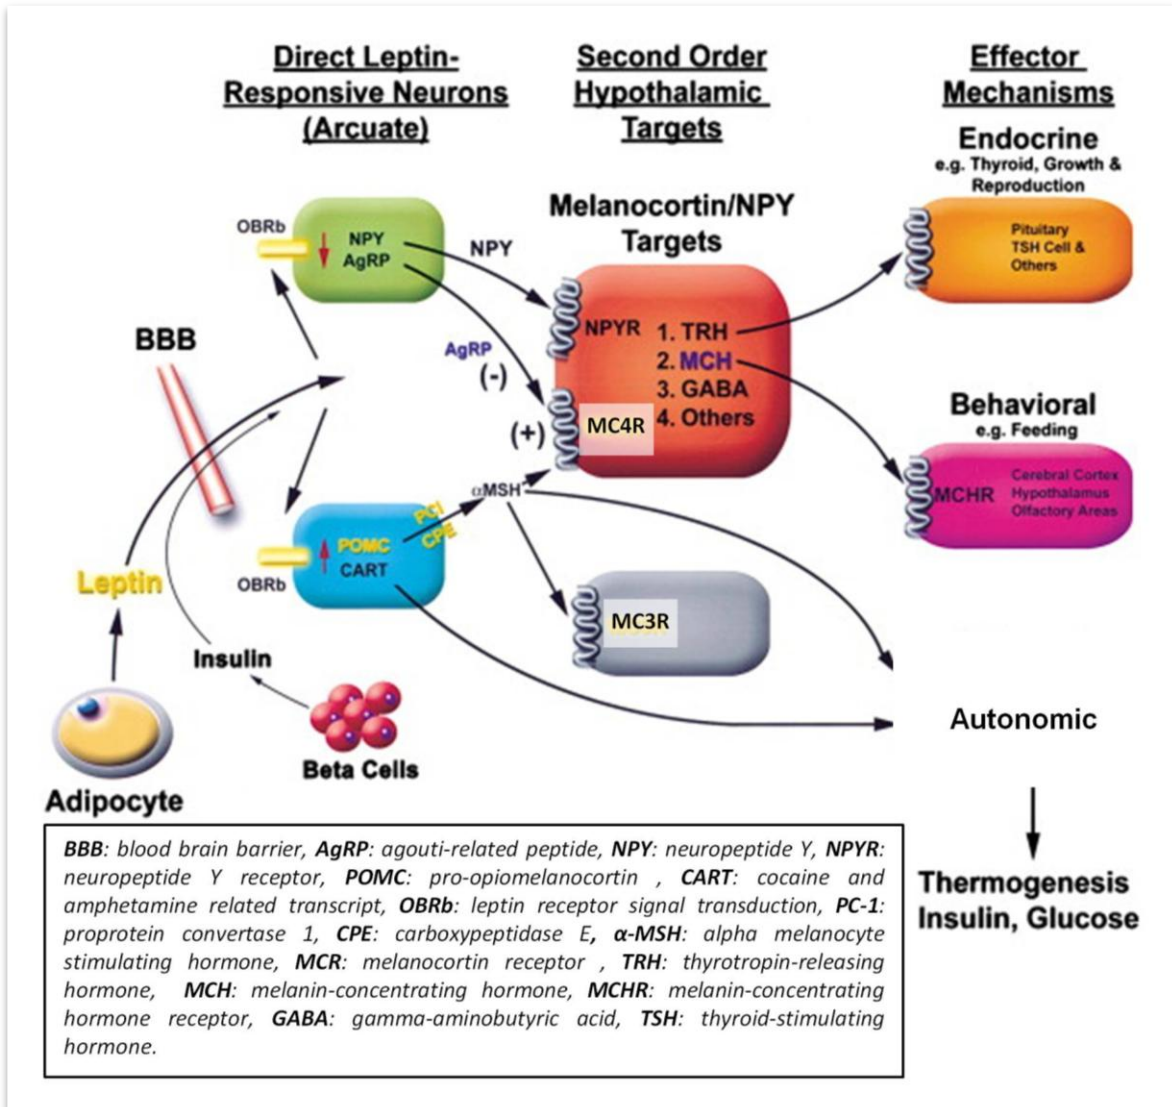 Direct Leptin-
Responsive Neurons
(Arcuate)
Second Order
Hypothalamic
Targets
Effector
Mechanisms
Endocrine
e.g. Thyroid, Growth &
Reproduction
Melanocortin/NPY
Targets
OBRb
NPY
AgRP
NPY
AgRP
(-)
(+)
NPYR
MC4R
1. TRH
2. MCH
3. GABA
4. Others
Pituitary
TSH Cell &
Others
BBB
Behavioral
e.g. Feeding
MCHR
Cerebral Cortex
Hypothalamus
Olfactory Areas
αMSH
PCI
CPE
POMC
CART
OBRb
Leptin
MC3R
Insulin
Beta Cells
Adipocyte
Autonomic
Thermogenesis
Insulin, Glucose
BBB: blood brain barrier, AgRP: agouti-related peptide, NPY: neuropeptide Y, NPYR:
neuropeptide Y receptor, POMC: pro-opiomelanocortin , CART: cocaine and
amphetamine related transcript, OBRb: leptin receptor signal transduction, PC-1:
proprotein convertase 1, CPE: carboxypeptidase E, α-MSH: alpha melanocyte
stimulating hormone, MCR: melanocortin receptor , TRH: thyrotropin-releasing
hormone, MCH: melanin-concentrating hormone, MCHR: melanin-concentrating
hormone receptor, GABA: gamma-aminobutyric acid, TSH: thyroid-stimulating
hormone.